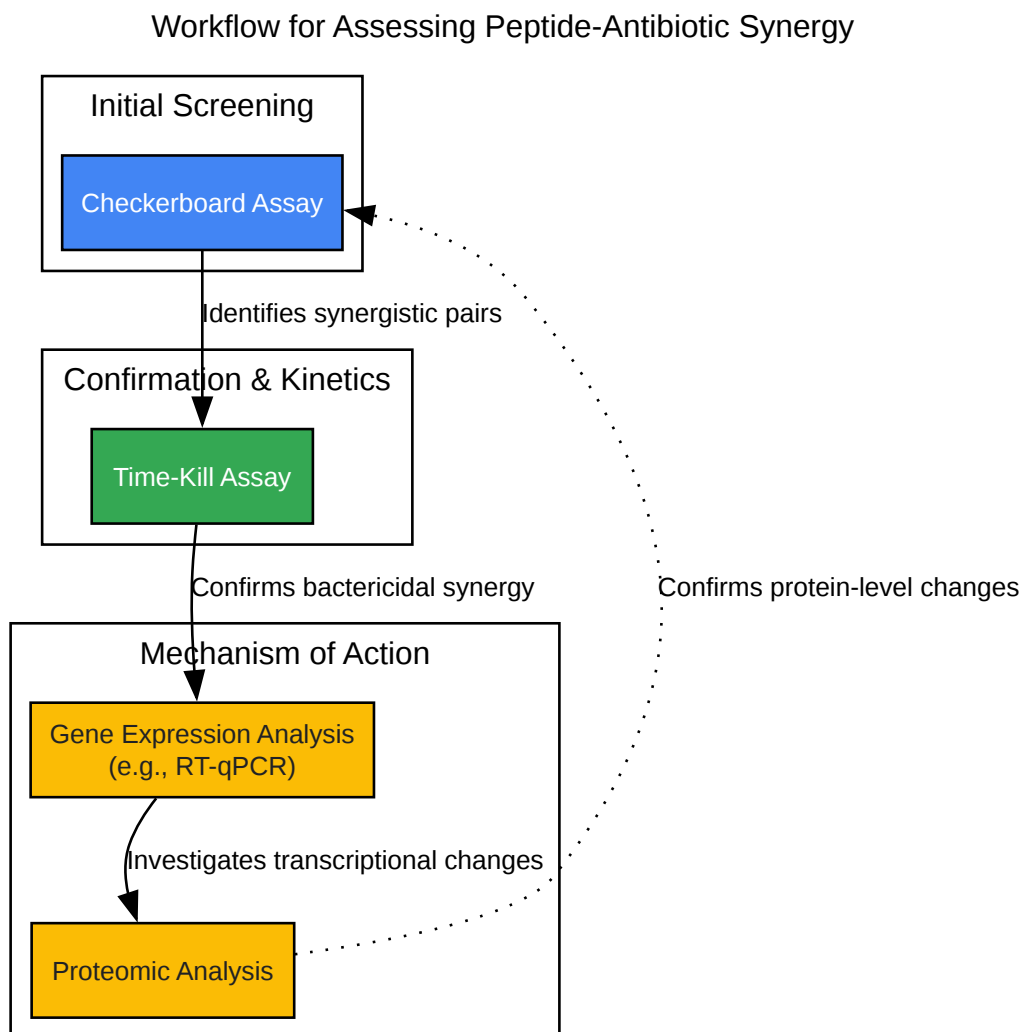 Workflow for Assessing Peptide-Antibiotic Synergy
Initial Screening
Checkerboard Assay
Identifies synergistic pairs
Confirmation & Kinetics
Time-Kill Assay
Confirms bactericidal synergy
Confirms protein-level changes
Mechanism of Action
Gene Expression Analysis
(e.g., RT-qPCR)
Investigates transcriptional changes
Proteomic Analysis